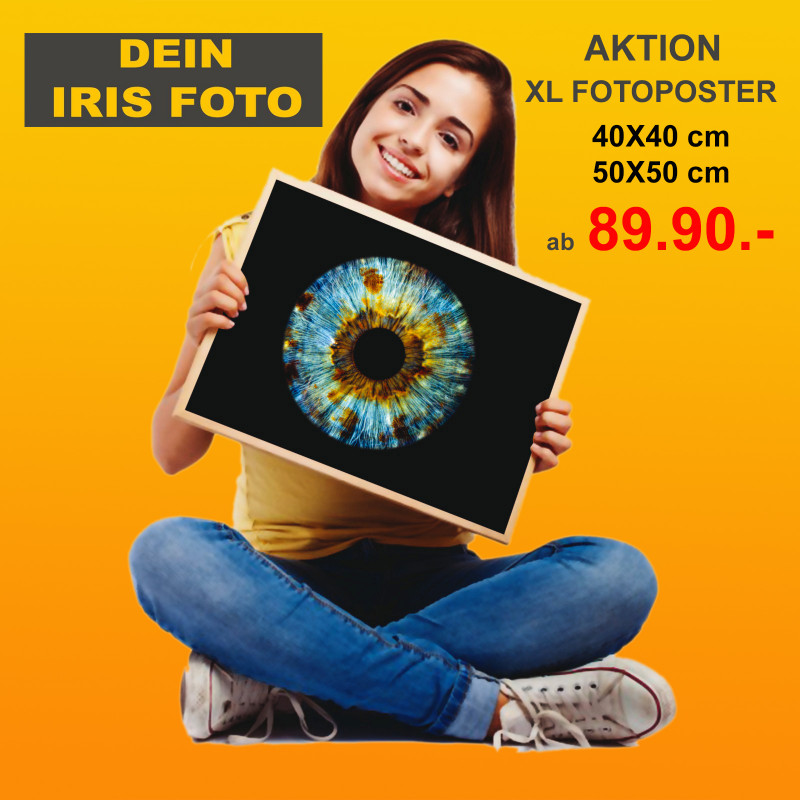 DEIN
IRIS FOTO
AKTION
XL FOTOPOSTER
40X40 cm
50X50 cm
ab 89.90.-